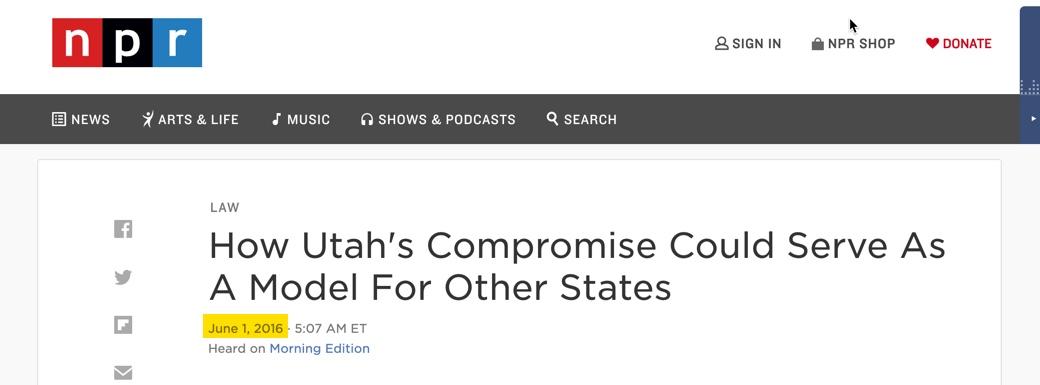 npr
SIGN IN NPR SHOP DONATE
NEWS ARTS & LIFE MUSIC SHOWS & PODCASTS SEARCH
LAW
How Utah's Compromise Could Serve As
A Model For Other States
June 1, 2016 · 5:07 AM ET
Heard on Morning Edition